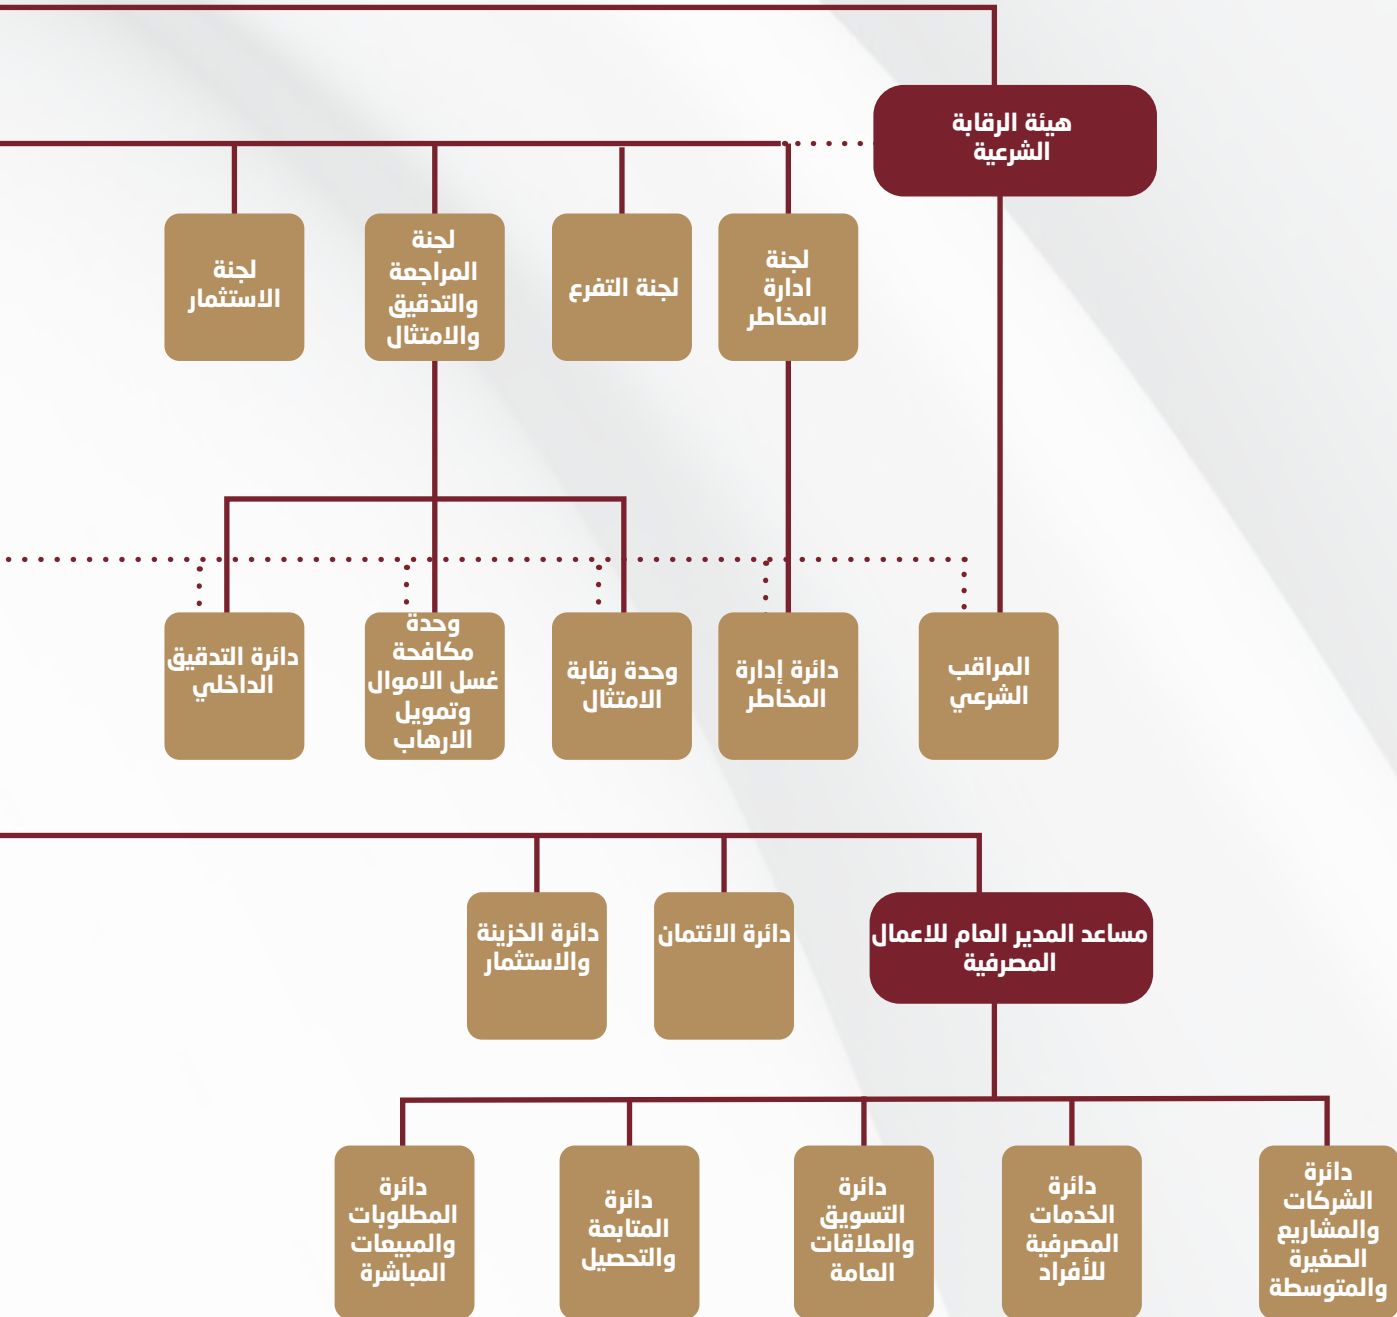 هيئة الرقابة
الشرعية
لجنة
ادارة
المخاطر
لجنة التفرع
لجنة
المراجعة
والتدقيق
والامتثال
لجنة
الاستثمار
المراقب
الشرعي
دائرة إدارة
المخاطر
وحدة رقابة
الامتثال
وحدة
مكافحة
غسل الاموال
وتمويل
الارهاب
دائرة التدقيق
الداخلي
مساعد المدير العام للاعمال
المصرفية
دائرة الائتمان
دائرة الخزينة
والاستثمار
دائرة
الشركات
والمشاريع
الصغيرة
والمتوسطة
دائرة
الخدمات
المصرفية
للأفراد
دائرة
التسويق
والعلاقات
العامة
دائرة
المتابعة
والتحصيل
دائرة
المطلوبات
والمبيعات
المباشرة